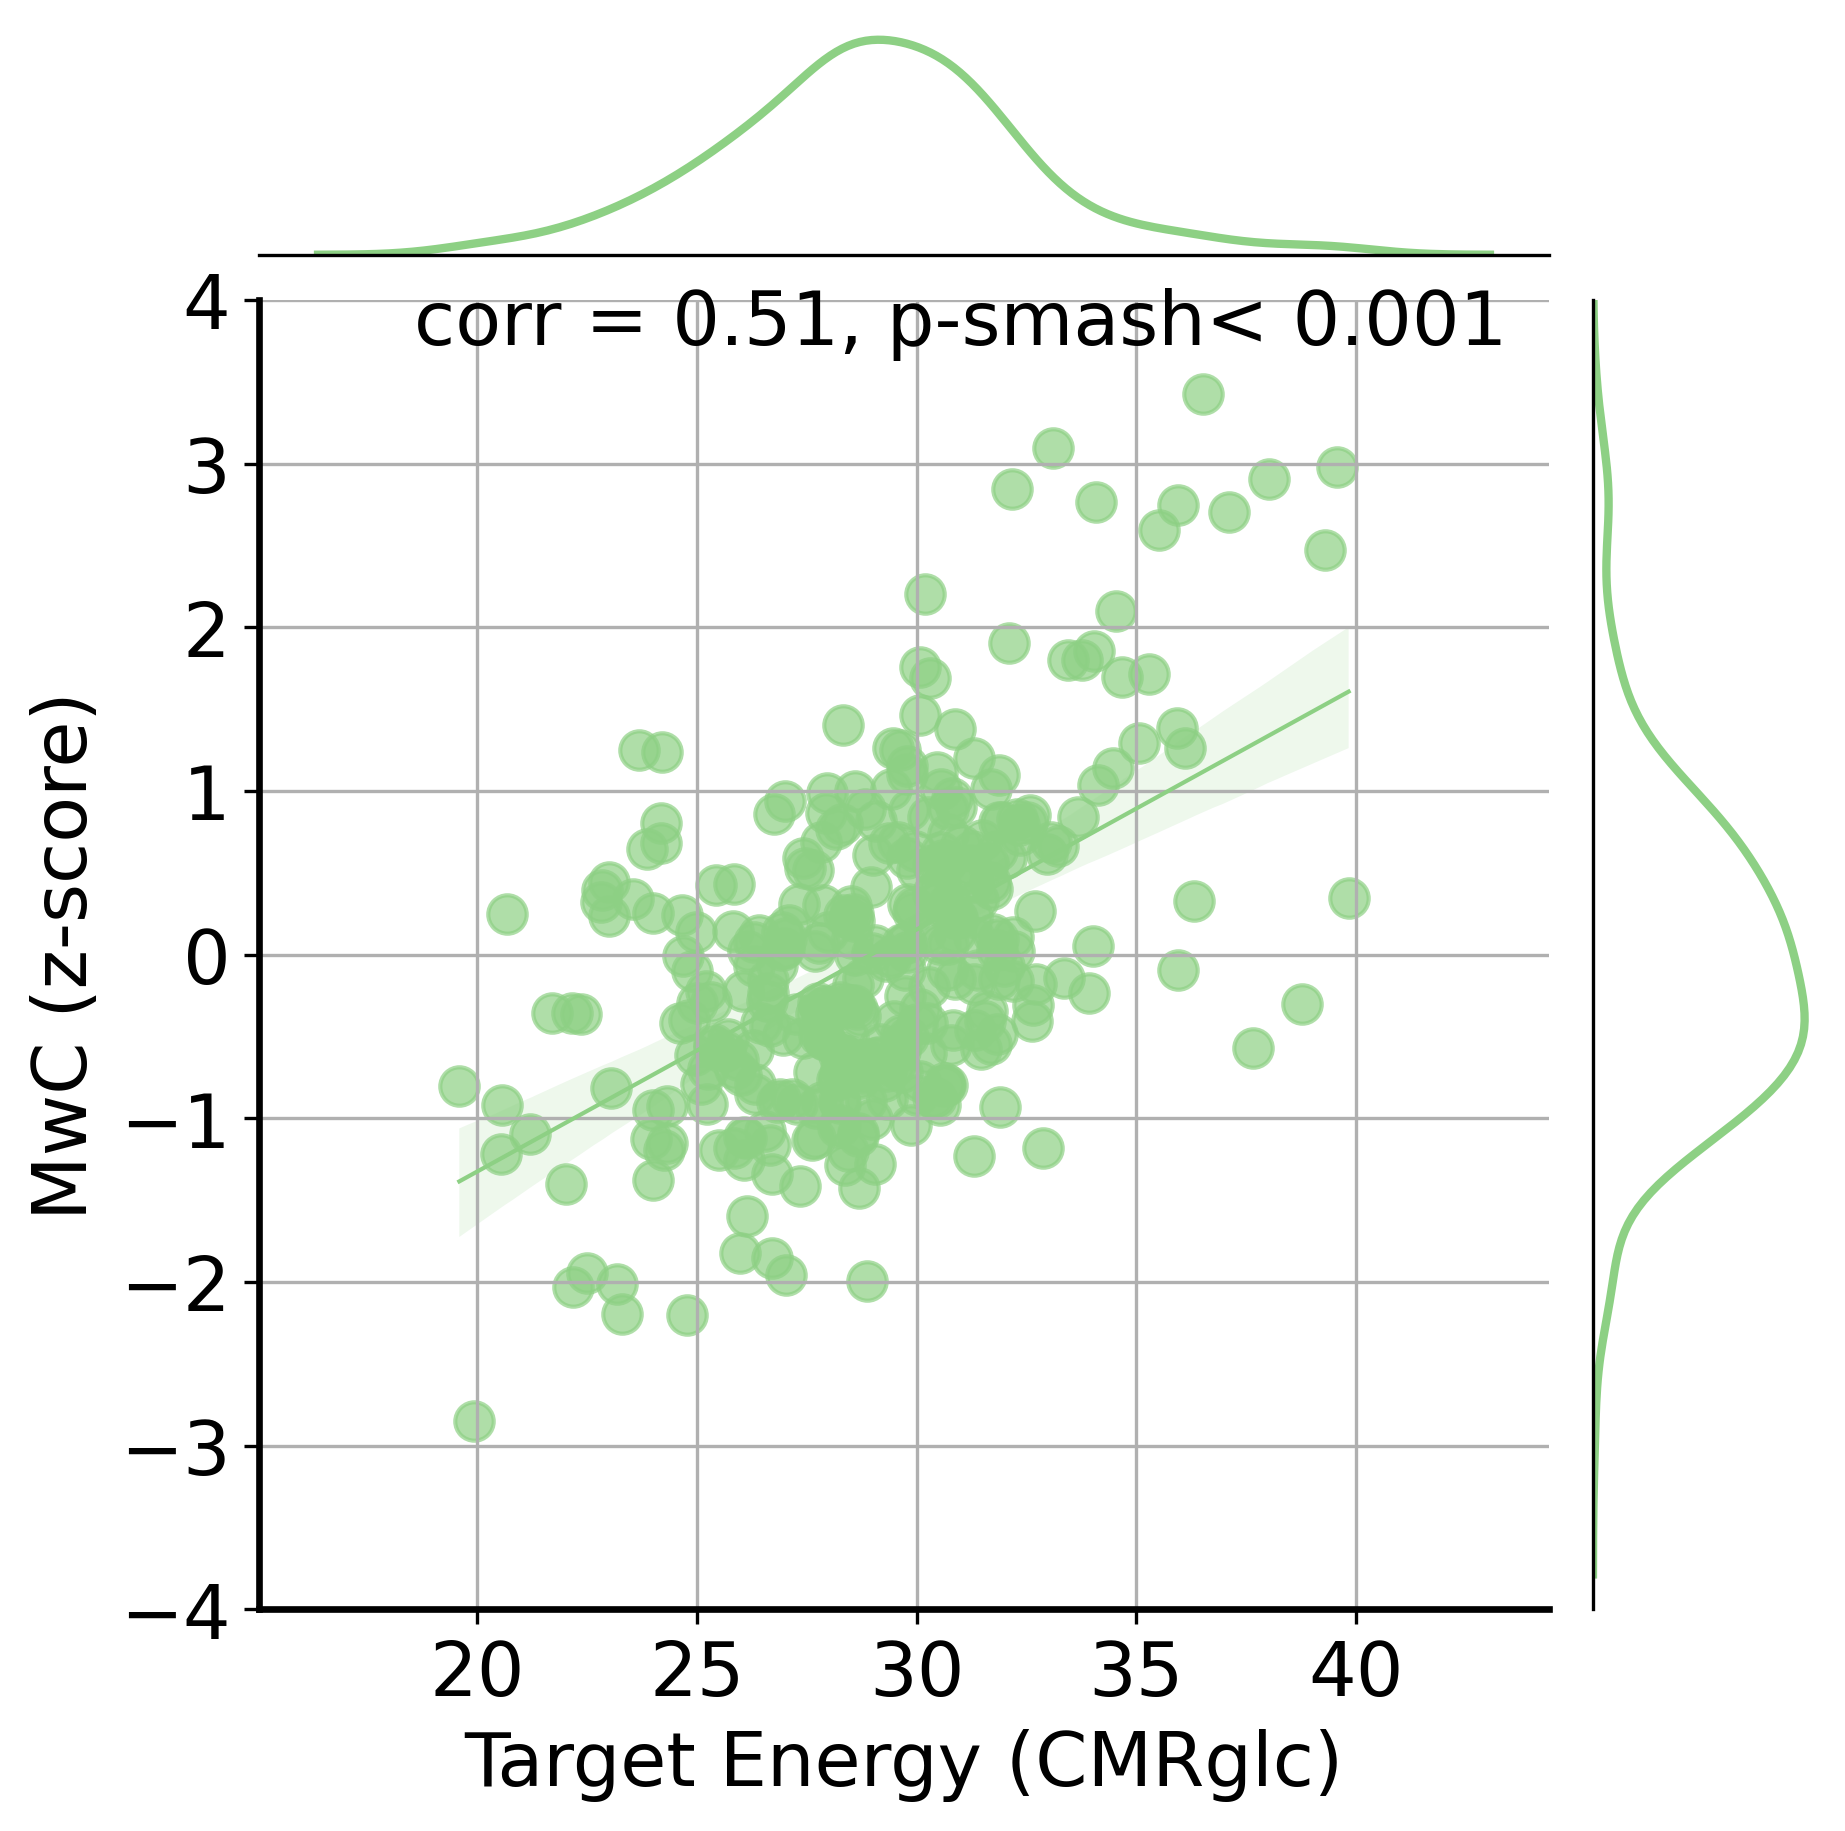 corr = 0.51, p-smash< 0.001
4
3
2
1
0
−1
−2
−3
−4
MwC (z-score)
20 25 30 35 40
Target Energy (CMRglc)